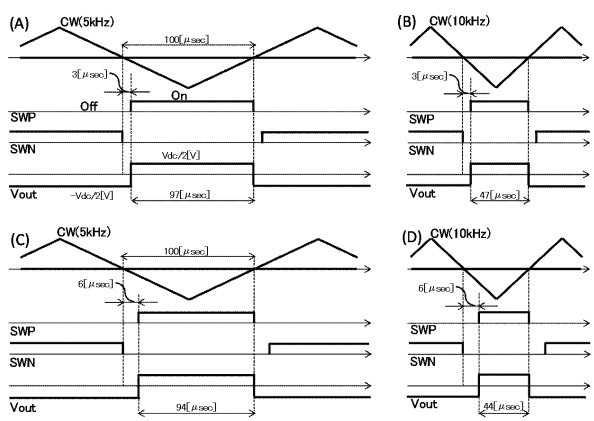 (A)
CW(5kHz)
100[μsec]
3[μsec]
Off
On
SWP
SWN
Vdc/2[V]
Vout
-Vdc/2[V]
97[μsec]
(B)
CW(10kHz)
3[μsec]
SWP
SWN
Vout
47[μsec]
(C)
CW(5kHz)
100[μsec]
6[μsec]
SWP
SWN
Vout
94[μsec]
(D)
CW(10kHz)
6[μsec]
SWP
SWN
Vout
44[μsec]